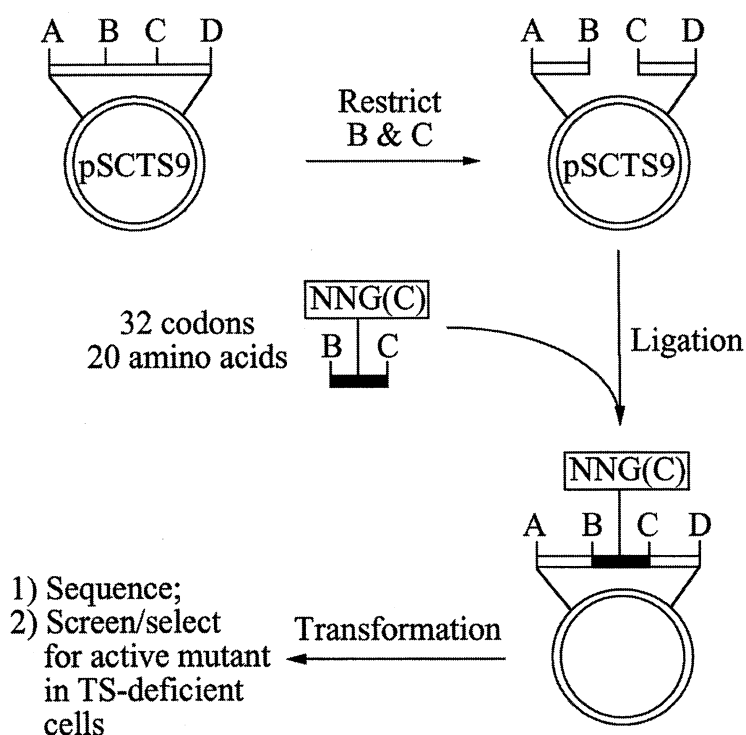 A B C D
pSCTS9
Restrict
B & C
A B C D
pSCTS9
32 codons
20 amino acids
NNG(C)
B C
Ligation
NNG(C)
A B C D
Transformation
1) Sequence;
2) Screen/select
for active mutant
in TS-deficient
cells